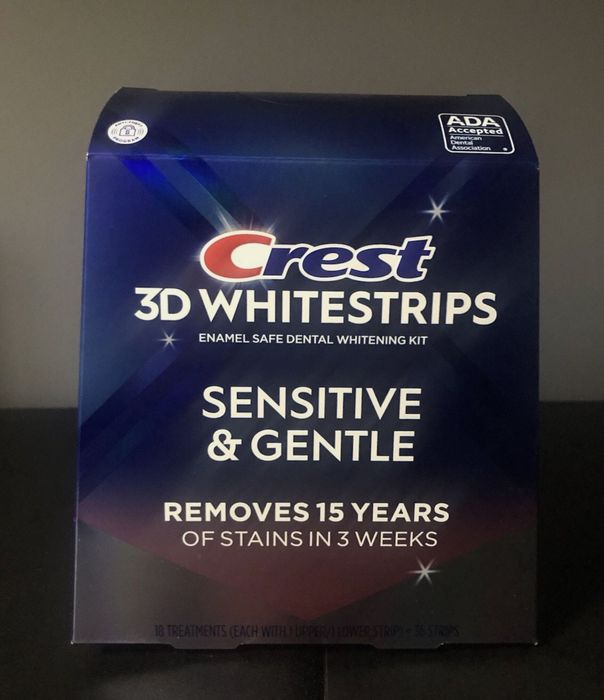 ADA
Accepted
American
Dental
Association
Crest
3D WHITESTRIPS
ENAMEL SAFE DENTAL WHITENING KIT
SENSITIVE
& GENTLE
REMOVES 15 YEARS
OF STAINS IN 3 WEEKS
18 TREATMENTS (EACH WITH 1 UPPER/1 LOWER STRIP) = 36 STRIPS